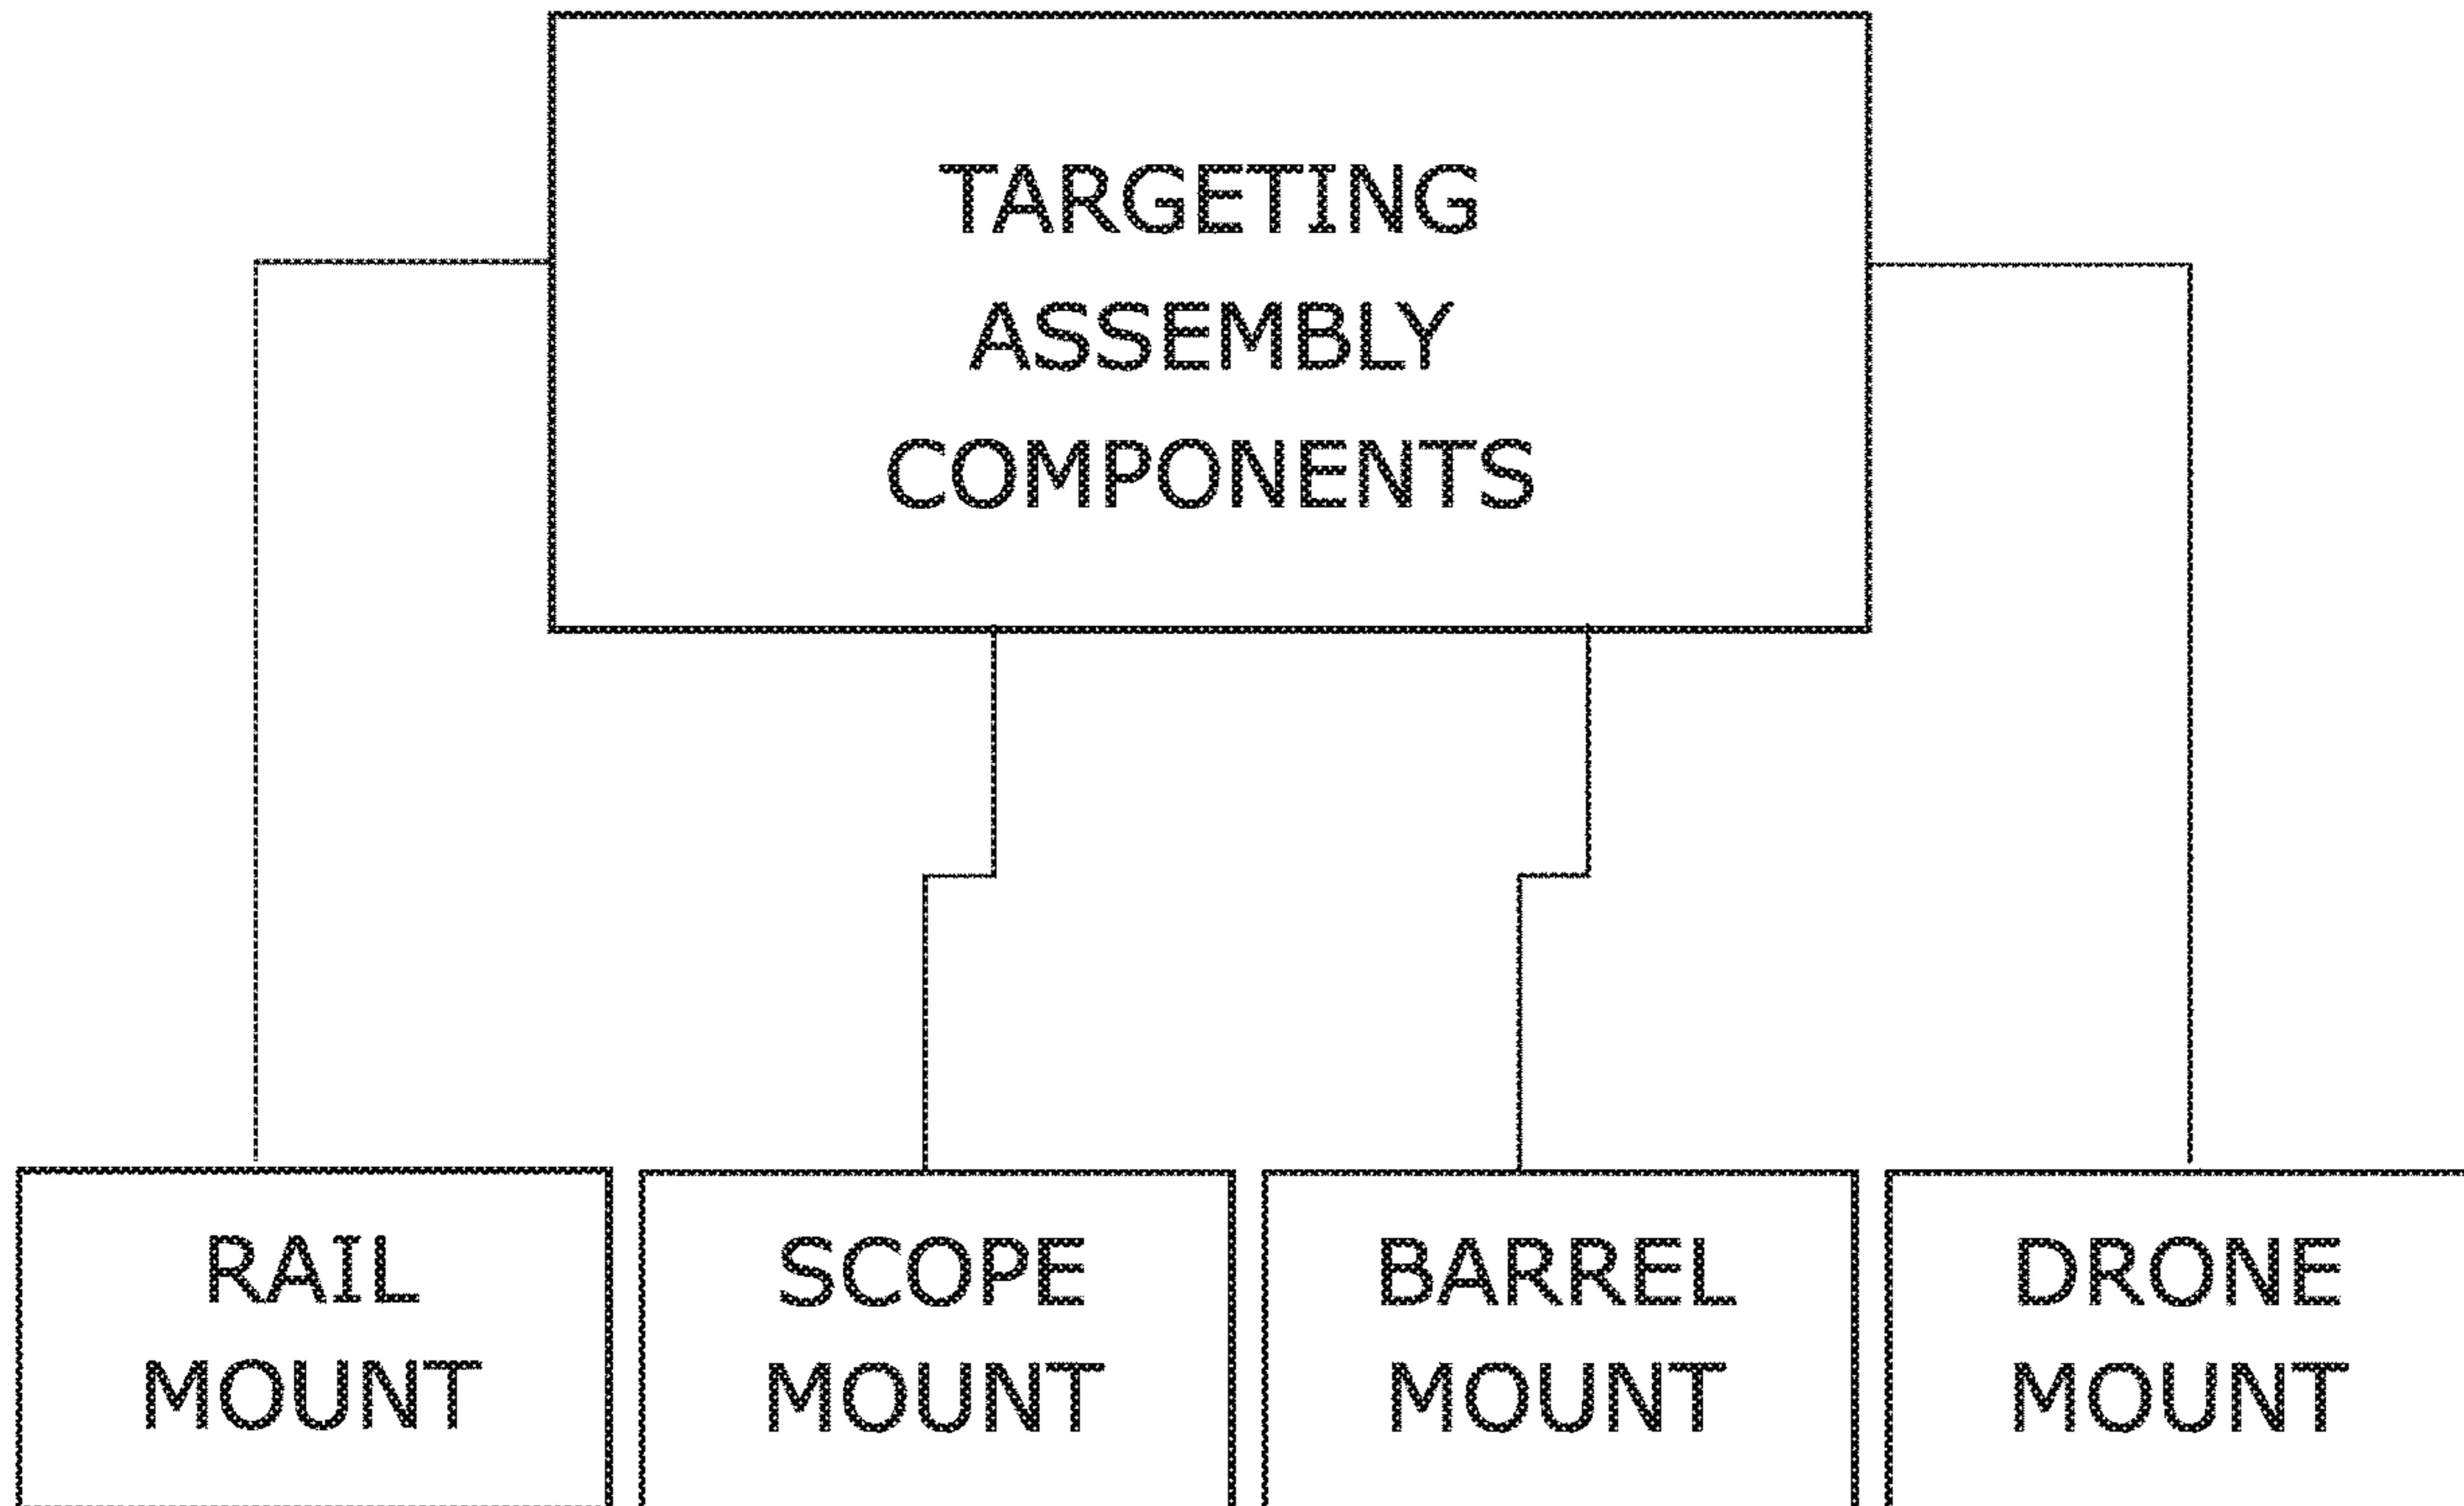 TARGETING
ASSEMBLY
COMPONENTS
RAIL
MOUNT
SCOPE
MOUNT
BARREL
MOUNT
DRONE
MOUNT